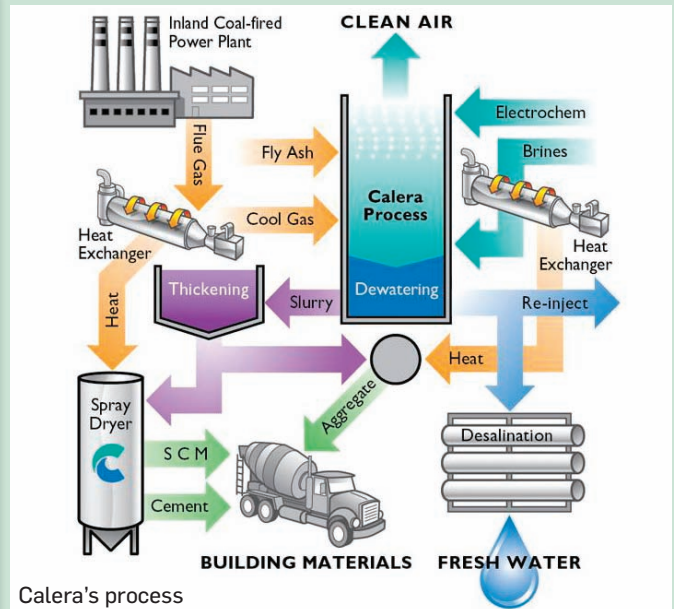 Inland Coal-fired
Power Plant
CLEAN AIR
Flue Gas
Fly Ash
Electrochem
Brines
Calera
Process
Cool Gas
Heat
Exchanger
Heat
Exchanger
Heat
Thickening
Slurry
Dewatering
Re-inject
Heat
Aggregate
Spray
Dryer
SCM
Cement
Desalination
BUILDING MATERIALS
FRESH WATER
Calera's process